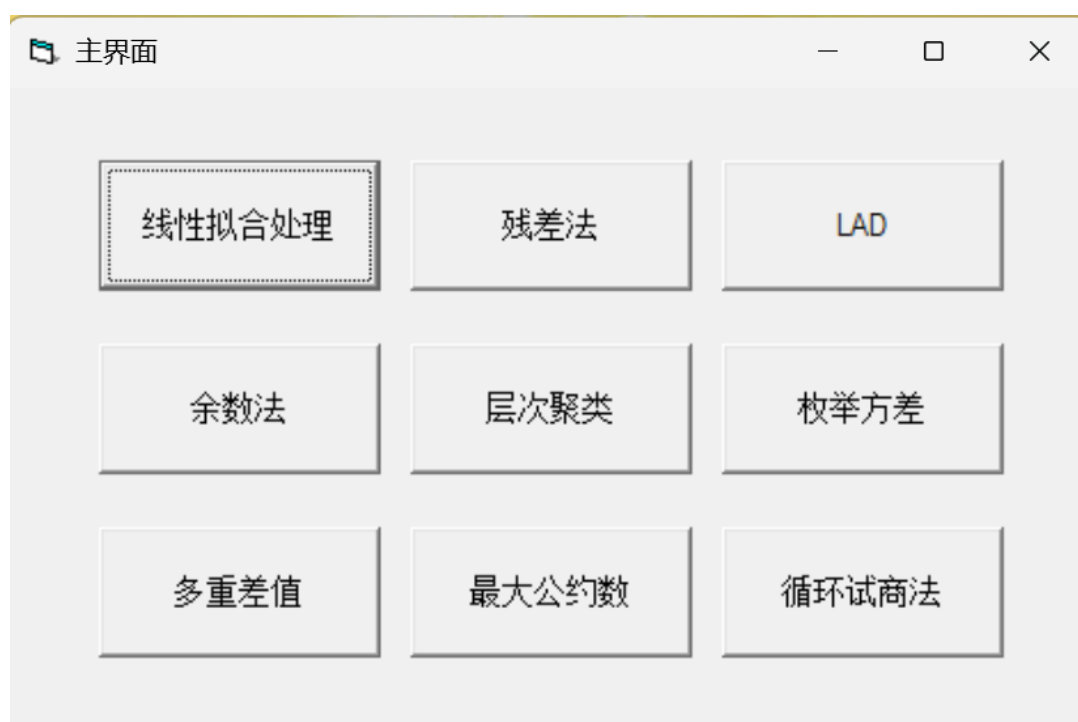 主界面
线性拟合处理
残差法
LAD
余数法
层次聚类
枚举方差
多重差值
最大公约数
循环试商法